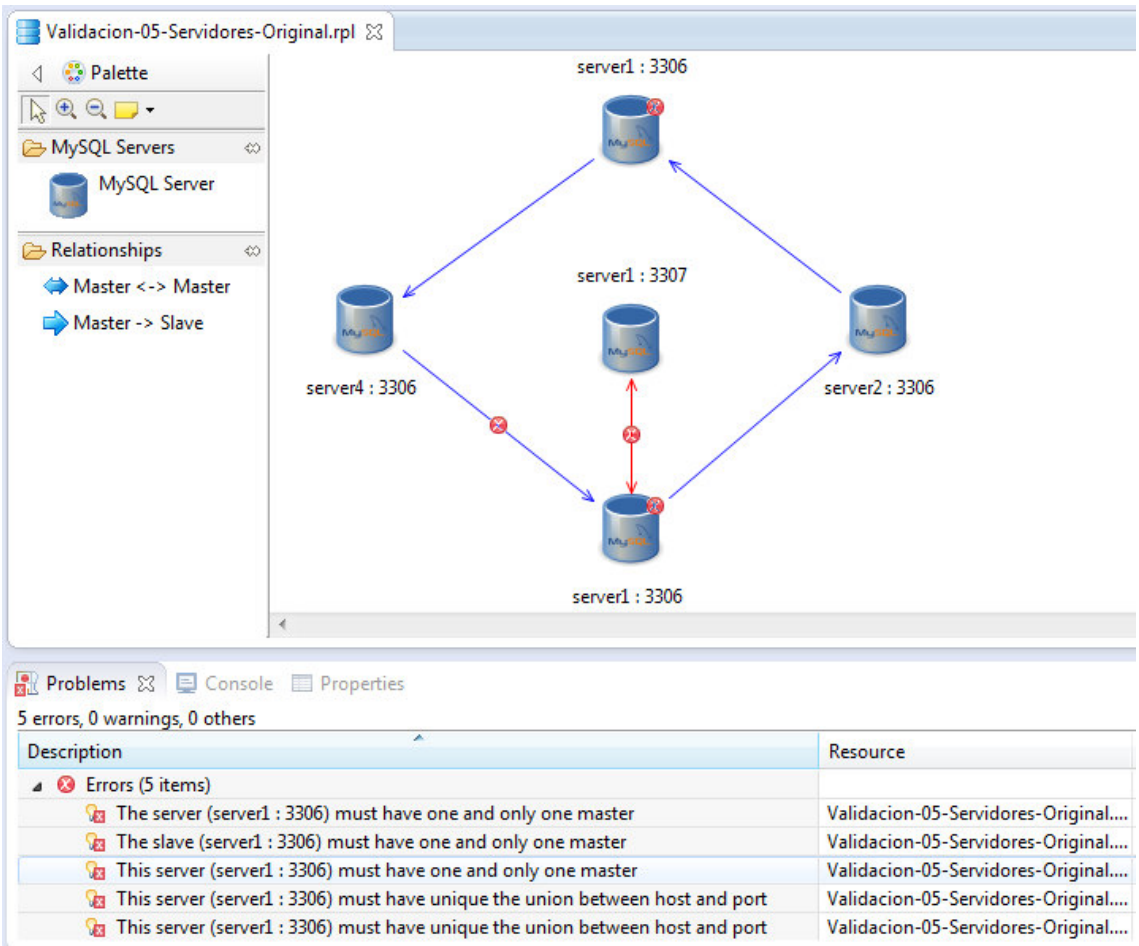 Validacion-05-Servidores-Original.rpl
Palette
MySQL Servers
MySQL Server
Relationships
Master <-> Master
Master -> Slave
server1 : 3306
server1 : 3307
server4 : 3306
server2 : 3306
server1 : 3306
Problems Console Properties
5 errors, 0 warnings, 0 others
Description Resource
Errors (5 items)
The server (server1 : 3306) must have one and only one master Validacion-05-Servidores-Original....
The slave (server1 : 3306) must have one and only one master Validacion-05-Servidores-Original....
This server (server1 : 3306) must have one and only one master Validacion-05-Servidores-Original....
This server (server1 : 3306) must have unique the union between host and port Validacion-05-Servidores-Original....
This server (server1 : 3306) must have unique the union between host and port Validacion-05-Servidores-Original....